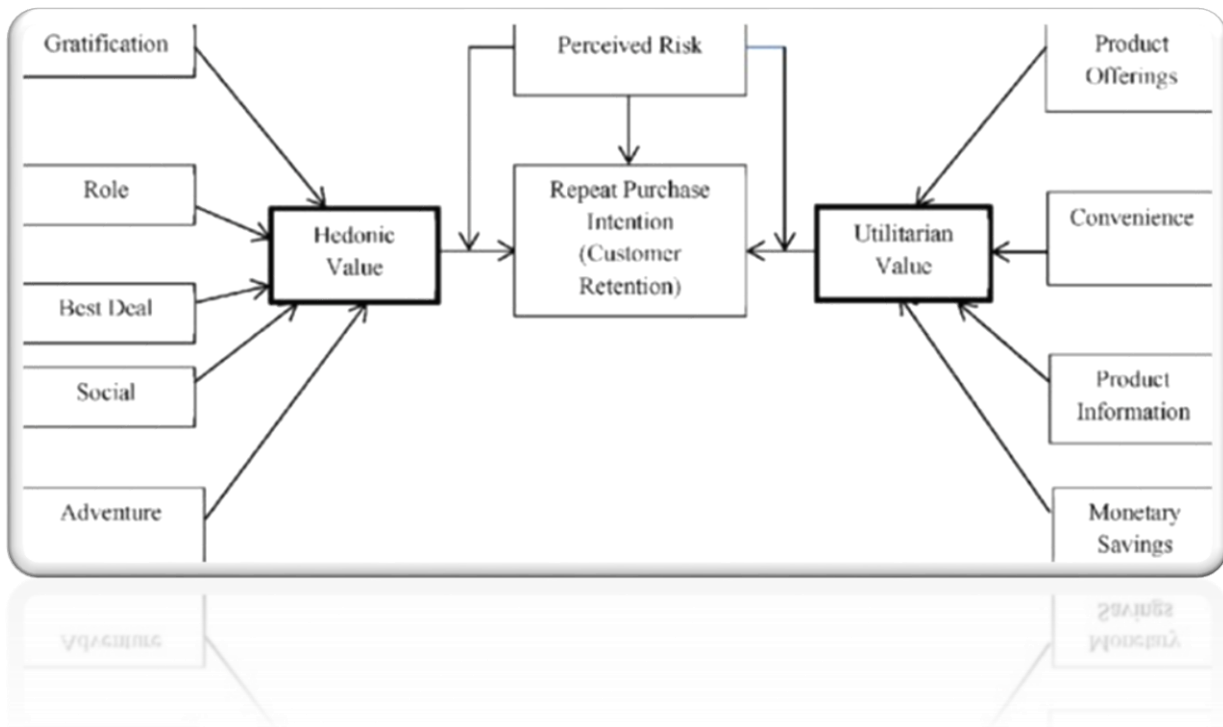 Gratification
Perceived Risk
Product
Offerings
Role
Repeat Purchase
Intention
(Customer
Retention)
Convenience
Hedonic
Value
Utilitarian
Value
Best Deal
Social
Product
Information
Adventure
Monetary
Savings